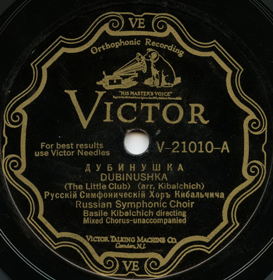 VE
Orthophonic Recording
"HIS MASTER'S VOICE"
VICTOR
For best results
use Victor Needles
V-21010-A
ДУБИНУШКА
DUBINUSHKA
(The Little Club) (arr. Kibalchich)
Русскій Симфоническій Хоръ Кибальчича
Russian Symphonic Choir
Basile Kibalchich directing
Mixed Chorus-unaccompanied
VICTOR TALKING MACHINE CO.
Camden, N.J.
VE